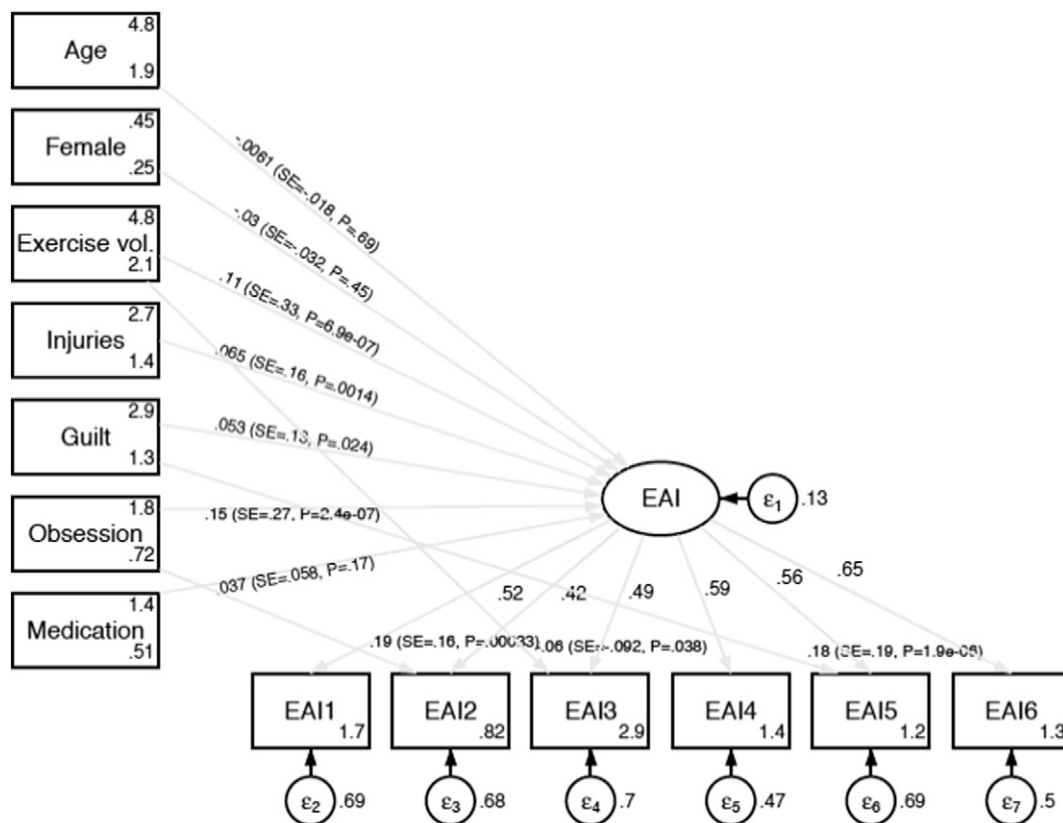 4.8
Age
1.9
.45
Female
.25
4.8
Exercise vol.
2.1
2.7
Injuries
1.4
2.9
Guilt
1.3
1.8
Obsession
.72
1.4
Medication
.51
-.0061 (SE=-.018, P=.69)
-.03 (SE=-.032, P=.45)
.11 (SE=.33, P=6.9e-07)
.065 (SE=.16, P=.0014)
.053 (SE=.13, P=.024)
.15 (SE=.27, P=2.4e-07)
.037 (SE=.058, P=.17)
EAI
ε1
.13
.52
.42
.49
.59
.56
.65
.19 (SE=.16, P=.00033)
.06 (SE=-.092, P=.038)
.18 (SE=.19, P=1.9e-06)
EAI1
1.7
EAI2
.82
EAI3
2.9
EAI4
1.4
EAI5
1.2
EAI6
1.3
ε2
.69
ε3
.68
ε4
.7
ε5
.47
ε6
.69
ε7
.5